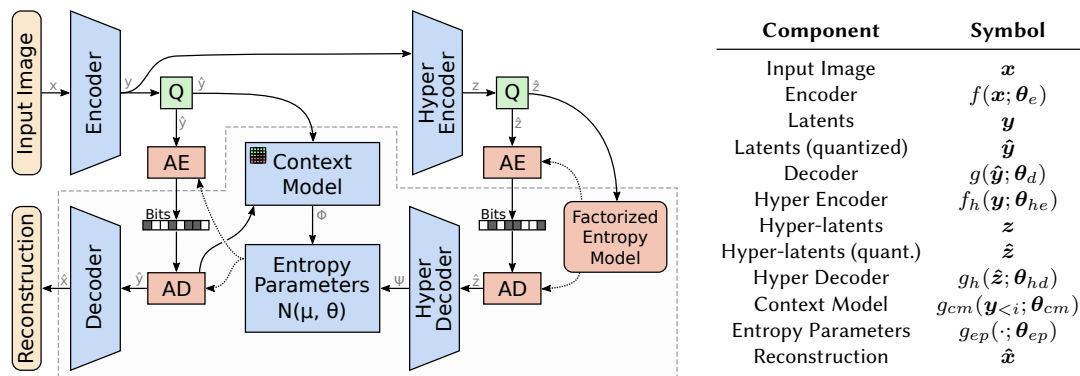 Input Image
x
Encoder
y
Q
ŷ
ŷ
AE
Bits
AD
ŷ
Decoder
x̂
Reconstruction
Context
Model
Φ
Entropy
Parameters
N(μ, θ)
Ψ
Hyper
Encoder
z
Q
ẑ
ẑ
AE
Bits
AD
ẑ
Hyper
Decoder
Factorized
Entropy
Model
Component Symbol
Input Image x
Encoder f(x; θe)
Latents y
Latents (quantized) ŷ
Decoder g(ŷ; θd)
Hyper Encoder fh(y; θhe)
Hyper-latents z
Hyper-latents (quant.) ẑ
Hyper Decoder gh(ẑ; θhd)
Context Model gcm(y<i; θcm)
Entropy Parameters gep(·; θep)
Reconstruction x̂